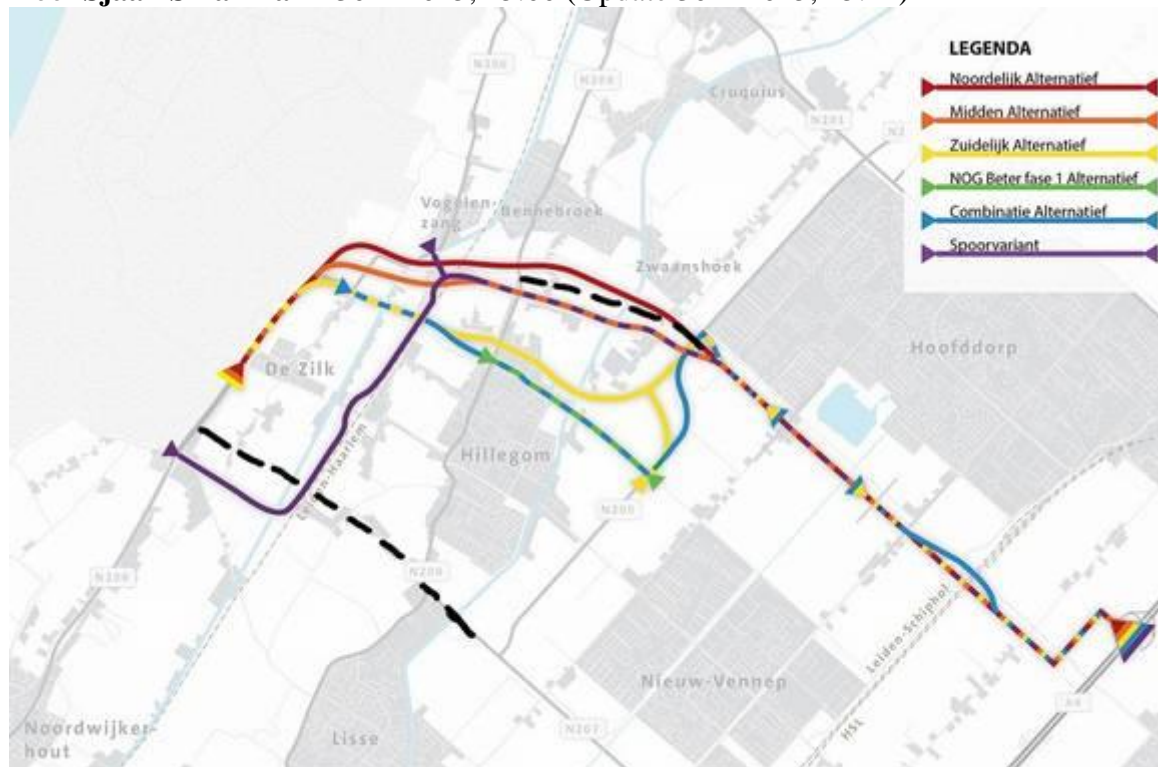 LEGENDA
Noordelijk Alternatief
Midden Alternatief
Zuidelijk Alternatief
NOG Beter fase 1 Alternatief
Combinatie Alternatief
Spoorvariant
Cruquius
N201
Vogelen-
zang
Bennebroek
Zwaanshoek
Hoofddorp
De Zilk
Hillegom
Leiden-Haarlem
N208
N206
Leiden-Schiphol
HSL
Nieuw-Vennep
A4
Noordwijker-
hout
Lisse
N207